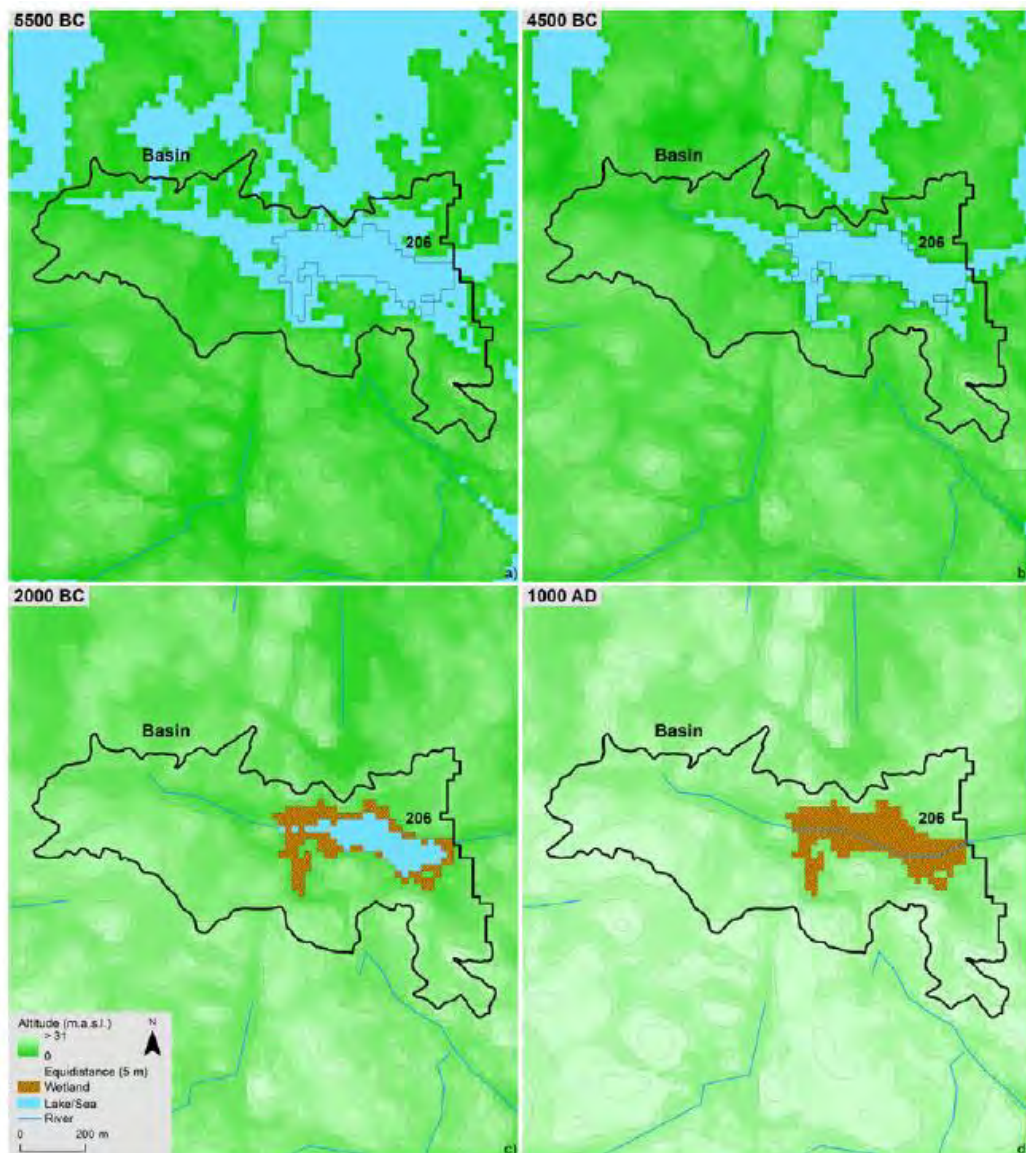 5500 BC
4500 BC
Basin
206
Basin
206
a)
b)
2000 BC
1000 AD
Basin
206
Basin
206
Altitude (m.a.s.l.)
> 31
0
Equidistance (5 m)
Wetland
Lake/Sea
River
0 200 m
N
c)
d)